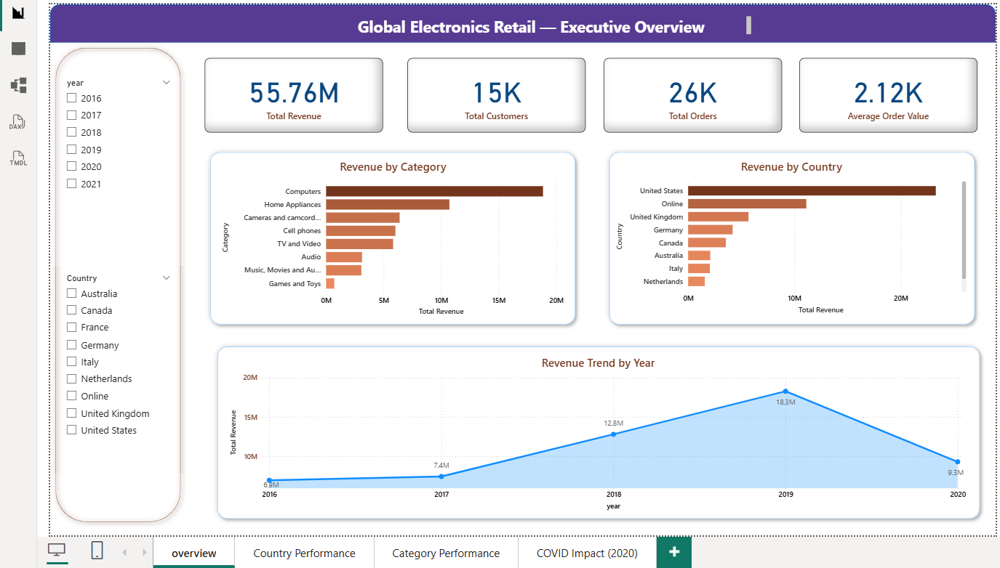 Global Electronics Retail — Executive Overview
DAX
TMDL
year
2016
2017
2018
2019
2020
2021
Country
Australia
Canada
France
Germany
Italy
Netherlands
Online
United Kingdom
United States
55.76M
Total Revenue
15K
Total Customers
26K
Total Orders
2.12K
Average Order Value
Revenue by Category
Category
Computers
Home Appliances
Cameras and camcord...
Cell phones
TV and Video
Audio
Music, Movies and Au...
Games and Toys
0M 5M 10M 15M 20M
Total Revenue
Revenue by Country
Country
United States
Online
United Kingdom
Germany
Canada
Australia
Italy
Netherlands
0M 10M 20M
Total Revenue
Revenue Trend by Year
Total Revenue
20M
15M
10M
6.9M
7.4M
12.8M
18.3M
9.3M
2016 2017 2018 2019 2020
year
overview Country Performance Category Performance COVID Impact (2020) +